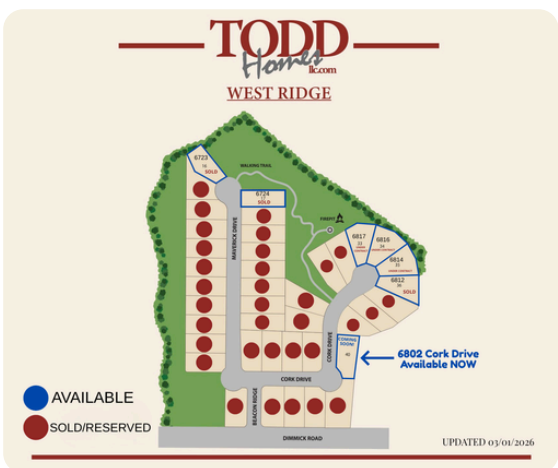 TODD
Homes
llc.com
WEST RIDGE
6723
SOLD
WALKING TRAIL
6724
SOLD
FIREPIT
6817
6816
6814
6812
SOLD
MAVERICK DRIVE
CORK DRIVE
COMING
SOON!
40
6802 Cork Drive
Available NOW
CORK DRIVE
BEACON RIDGE
DIMMICK ROAD
AVAILABLE
SOLD/RESERVED
UPDATED 03/01/2026